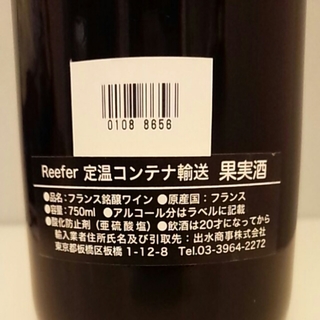 0108 8656
Reefer 定温コンテナ輸送 果実酒
●品名：フランス銘醸ワイン ●原産国：フランス
●容量：750ml ●アルコール分はラベルに記載
●酸化防止剤（亜硫酸塩）●飲酒は20才になってから
輸入業者住所氏名及び引取先：出水商事株式会社
東京都板橋区板橋 1-12-8 Tel.03-3964-2272